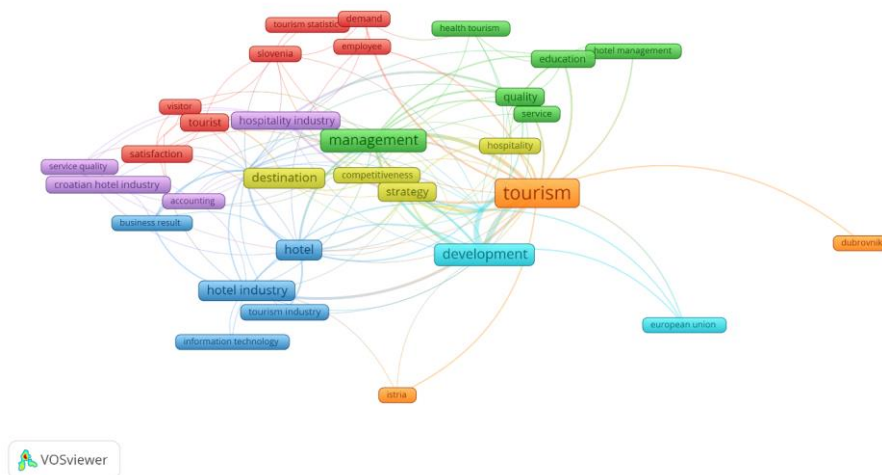 tourism statistic
demand
employee
slovenia
health tourism
hotel management
education
quality
service
visitor
tourist
hospitality industry
management
hospitality
satisfaction
service quality
croatian hotel industry
destination
competitiveness
strategy
tourism
accounting
business result
hotel
development
dubrovnik
hotel industry
tourism industry
european union
information technology
istria
VOSviewer